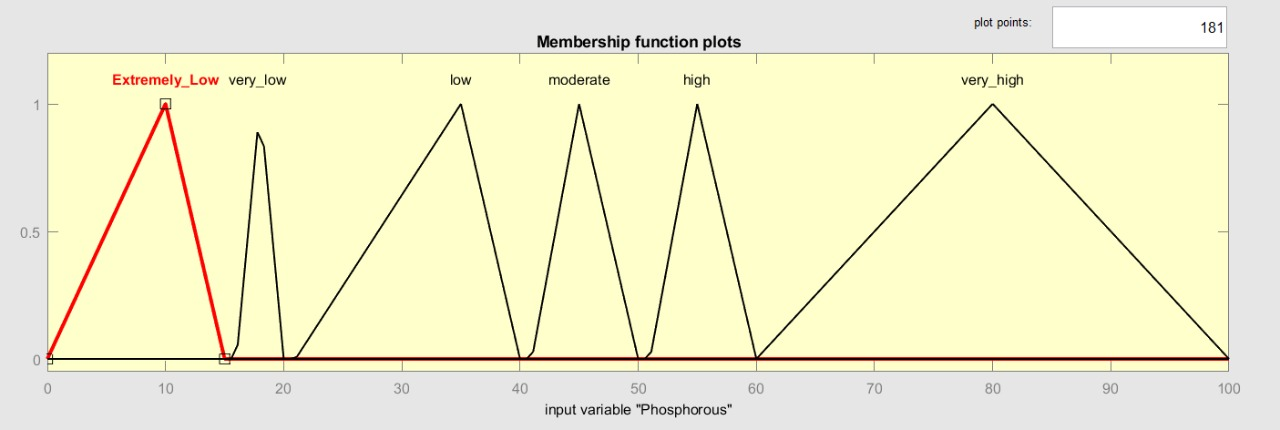 plot points: 181
Membership function plots
Extremely_Low very_low low moderate high very_high
1
0.5
0
0 10 20 30 40 50 60 70 80 90 100
input variable "Phosphorous"